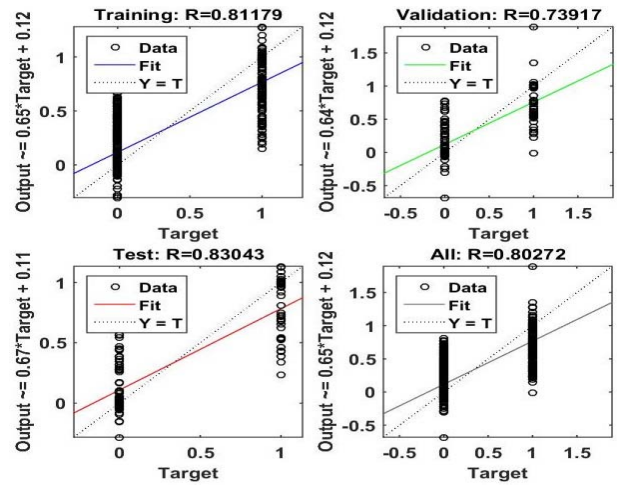 Training: R=0.81179
Output ~= 0.65*Target + 0.12
Data
Fit
Y = T
1
0.5
0
0
0.5
1
Target
Validation: R=0.73917
Output ~= 0.64*Target + 0.12
Data
Fit
Y = T
1.5
1
0.5
0
-0.5
-0.5
0
0.5
1
1.5
Target
Test: R=0.83043
Output ~= 0.67*Target + 0.11
Data
Fit
Y = T
1
0.5
0
0
0.5
1
Target
All: R=0.80272
Output ~= 0.65*Target + 0.12
Data
Fit
Y = T
1.5
1
0.5
0
-0.5
-0.5
0
0.5
1
1.5
Target